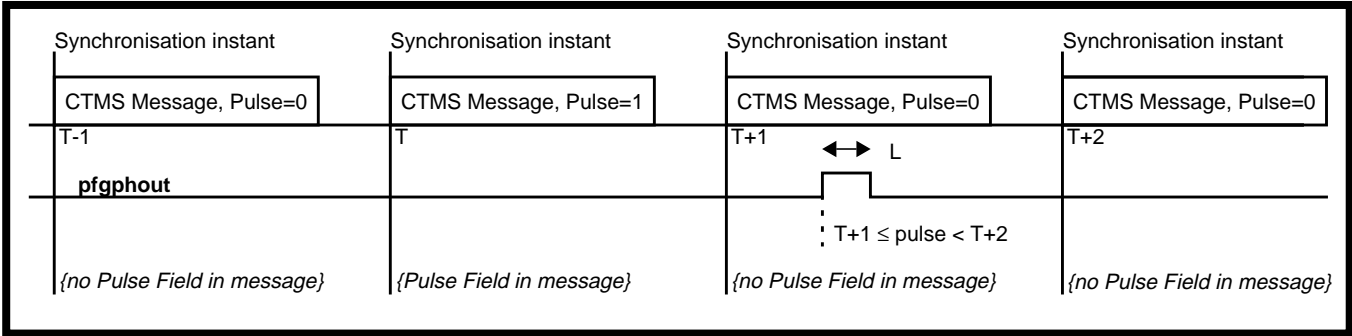 Synchronisation instant Synchronisation instant Synchronisation instant Synchronisation instant
CTMS Message, Pulse=0 CTMS Message, Pulse=1 CTMS Message, Pulse=0 CTMS Message, Pulse=0
T-1 T T+1 T+2
L
pfgphout
T+1 ≤ pulse < T+2
{no Pulse Field in message} {Pulse Field in message} {no Pulse Field in message} {no Pulse Field in message}